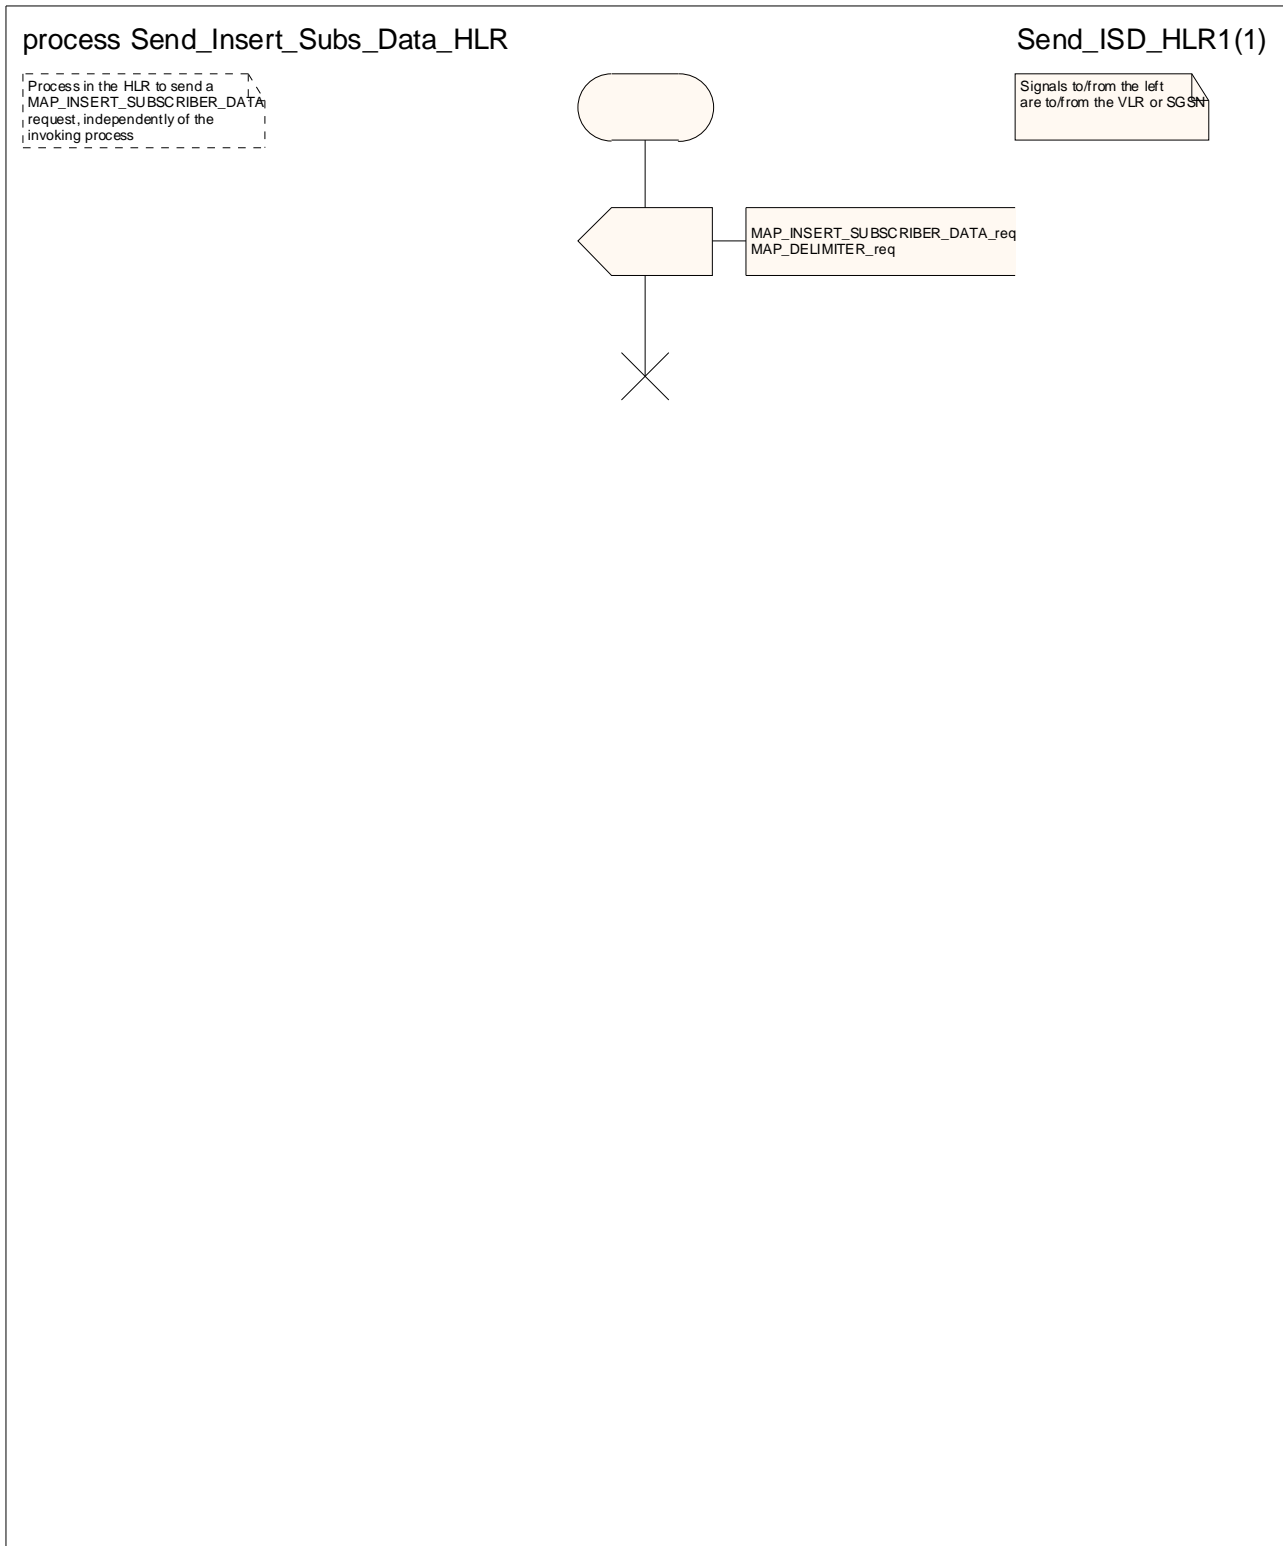 process Send_Insert_Subs_Data_HLR
Send_ISD_HLR1(1)
Process in the HLR to send a
MAP_INSERT_SUBSCRIBER_DATA
request, independently of the
invoking process
Signals to/from the left
are to/from the VLR or SGSN
MAP_INSERT_SUBSCRIBER_DATA_req
MAP_DELIMITER_req